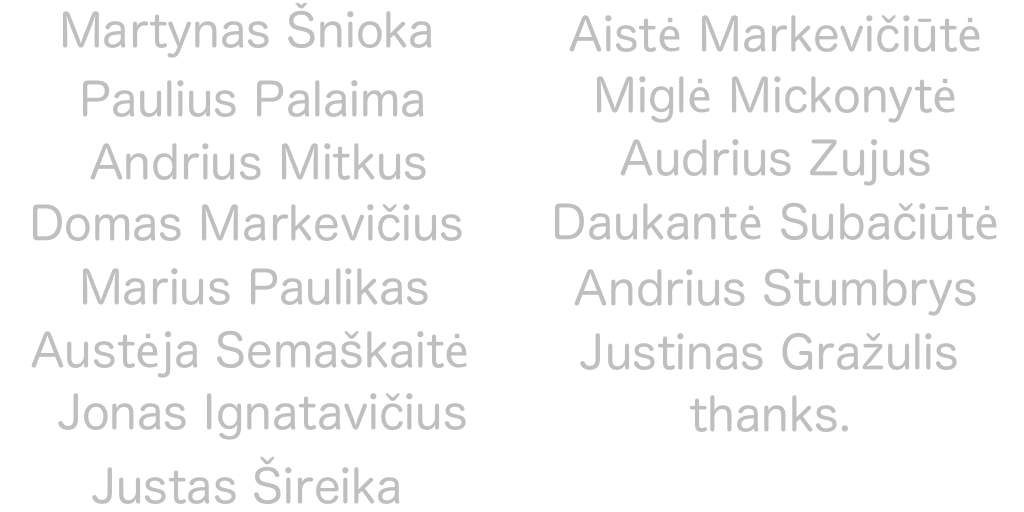 Martynas Šnioka
Paulius Palaima
Andrius Mitkus
Domas Markevičius
Marius Paulikas
Austėja Semaškaitė
Jonas Ignatavičius
Justas Šireika
Aistė Markevičiūtė
Miglė Mickonytė
Audrius Zujus
Daukantė Subačiūtė
Andrius Stumbrys
Justinas Gražulis
thanks.